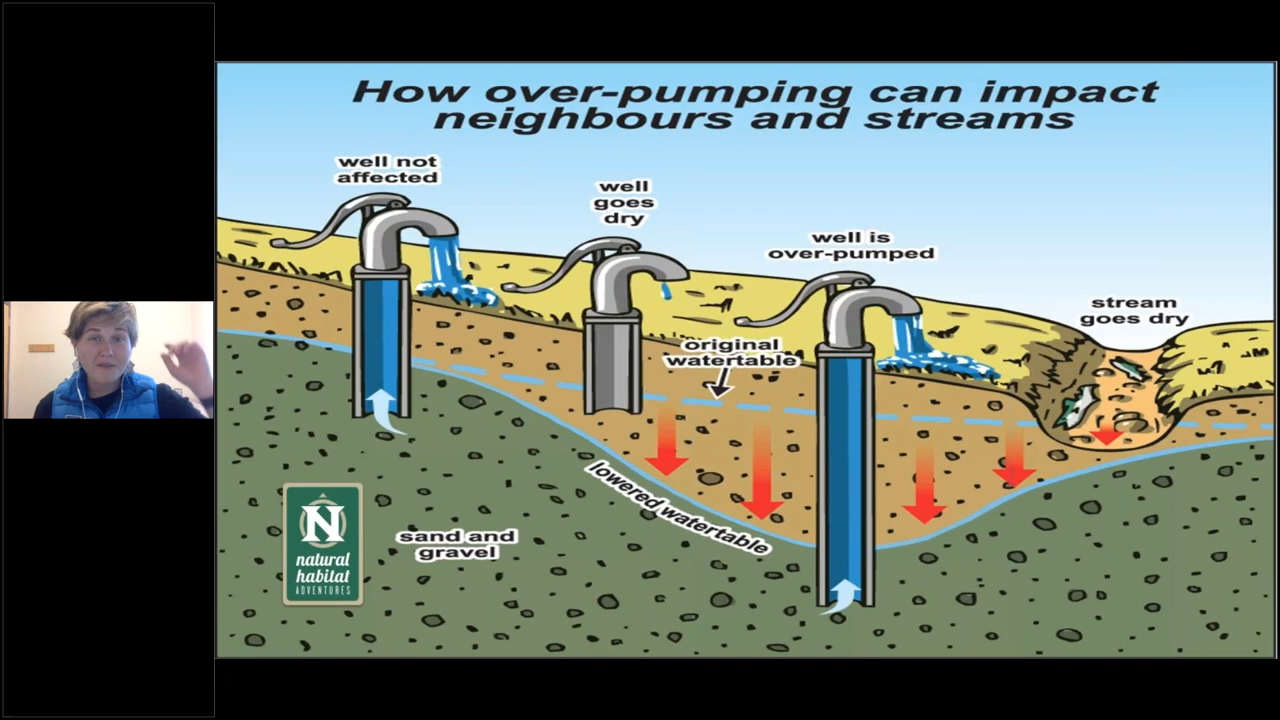 How over-pumping can impact
neighbours and streams
well not
affected
well
goes
dry
well is
over-pumped
stream
goes dry
original
watertable
lowered watertable
sand and
gravel
N
natural
habitat
ADVENTURES